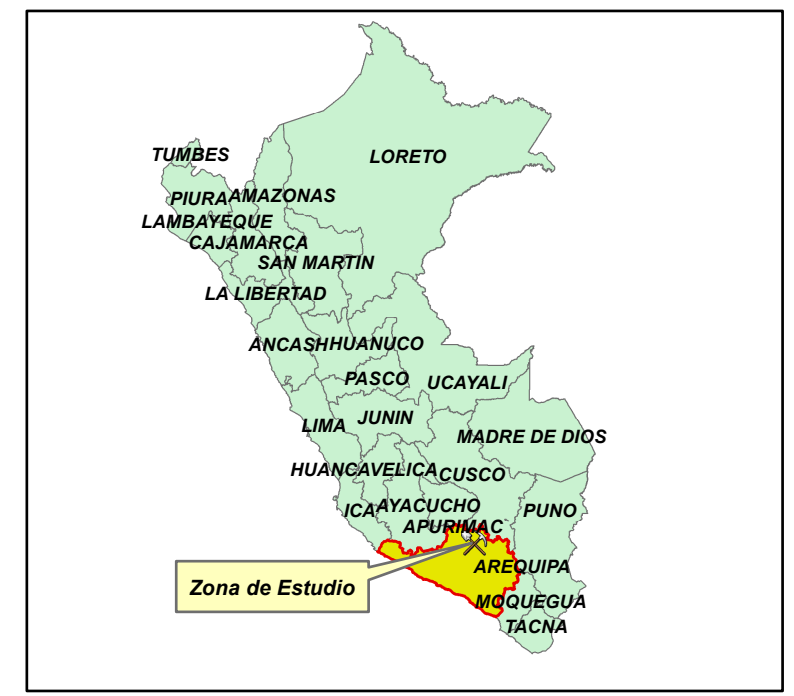 TUMBES
LORETO
PIURA
AMAZONAS
LAMBAYEQUE
CAJAMARCA
SAN MARTIN
LA LIBERTAD
ANCASH
HUANUCO
PASCO
UCAYALI
JUNIN
LIMA
MADRE DE DIOS
HUANCAVELICA
CUSCO
ICA
AYACUCHO
PUNO
APURIMAC
AREQUIPA
Zona de Estudio
MOQUEGUA
TACNA